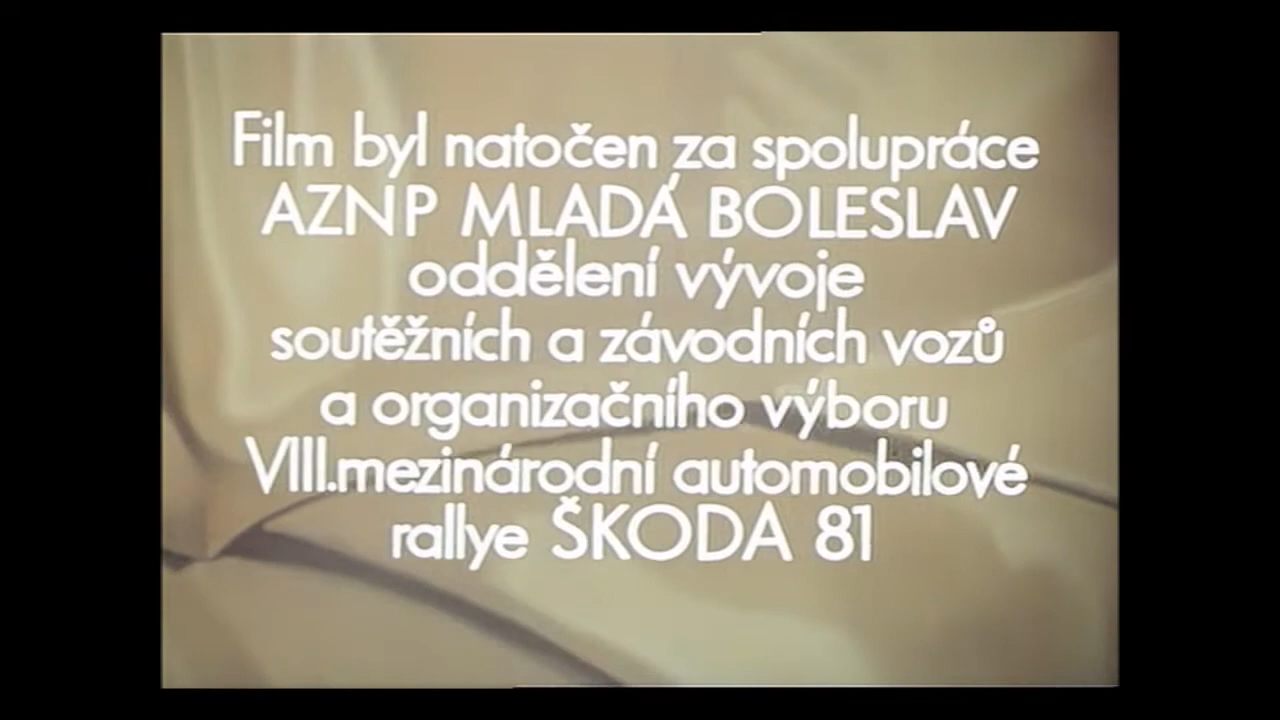 Film byl natočen za spolupráce
AZNP MLADÁ BOLESLAV
oddělení vývoje
soutěžních a závodních vozů
a organizačního výboru
VIII.mezinárodní automobilové
rallye ŠKODA 81